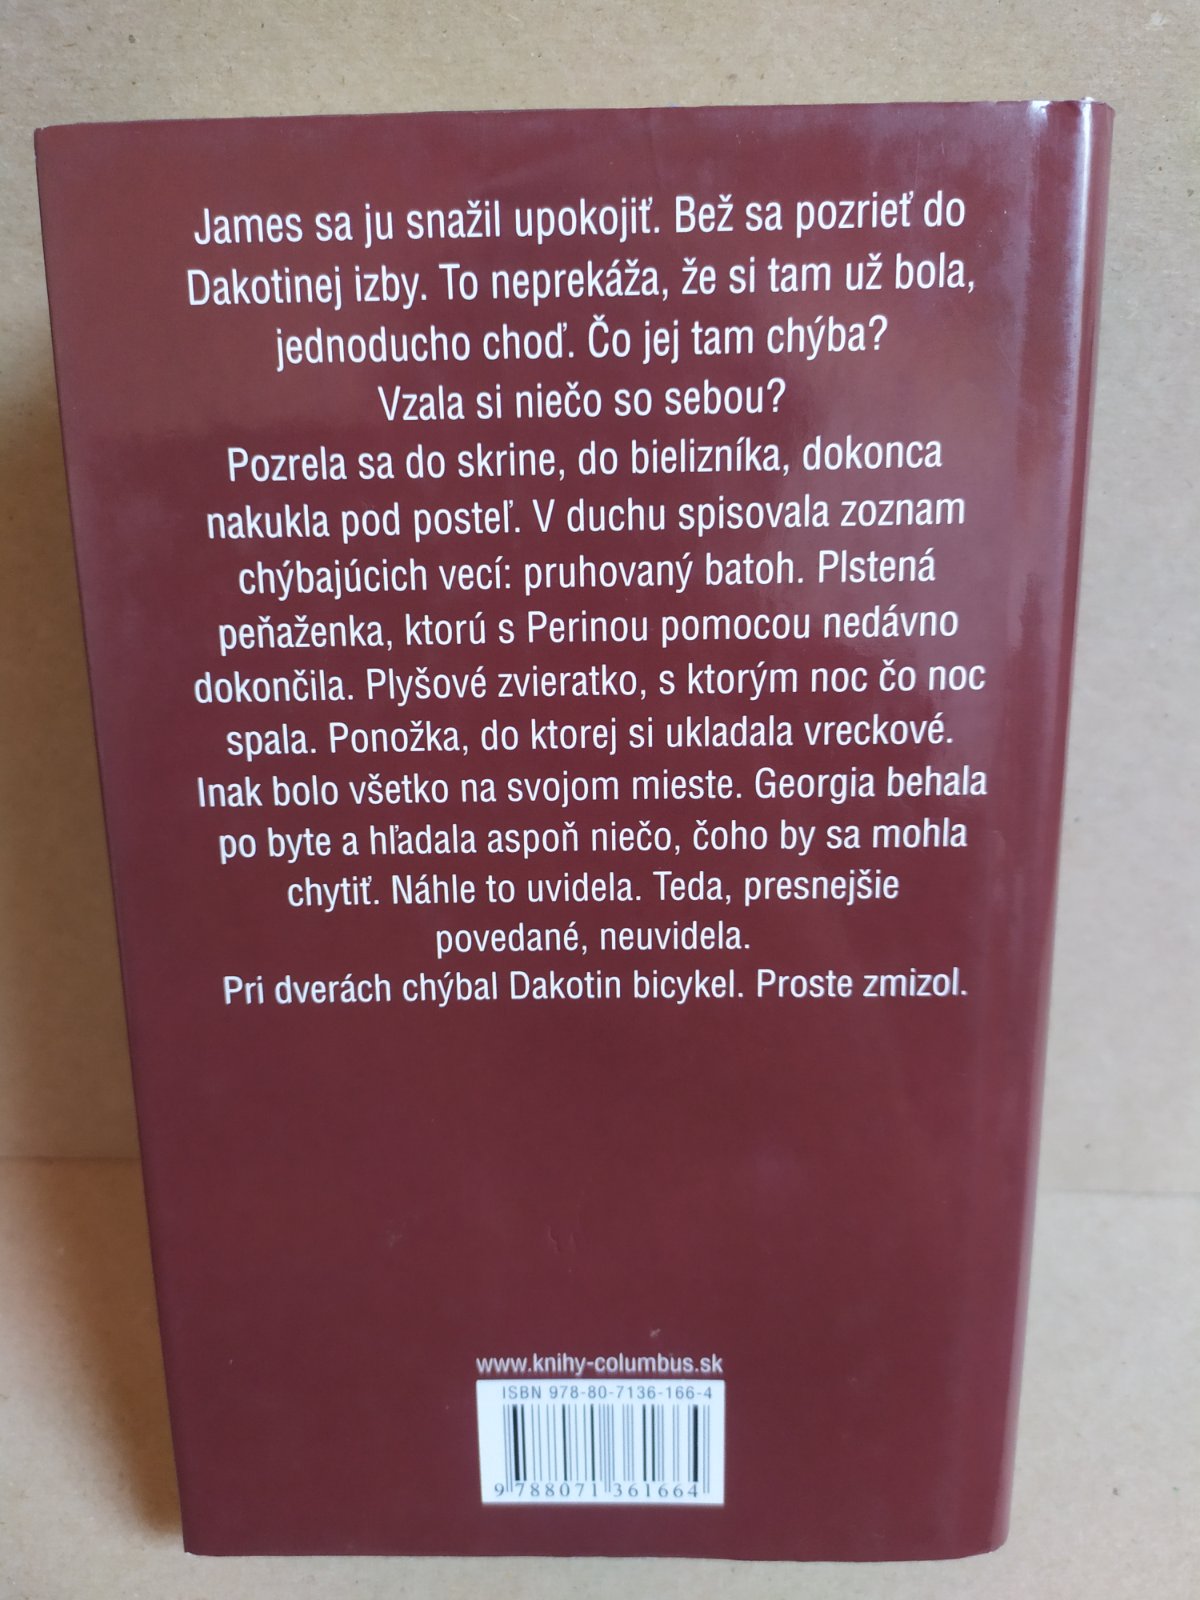 James sa ju snažil upokojiť. Bež sa pozrieť do
Dakotinej izby. To neprekáža, že si tam už bola,
jednoducho choď. Čo jej tam chýba?
Vzala si niečo so sebou?
Pozrela sa do skrine, do bielizníka, dokonca
nakukla pod posteľ. V duchu spisovala zoznam
chýbajúcich vecí: pruhovaný batoh. Plstená
peňaženka, ktorú s Perinou pomocou nedávno
dokončila. Plyšové zvieratko, s ktorým noc čo noc
spala. Ponožka, do ktorej si ukladala vreckové.
Inak bolo všetko na svojom mieste. Georgia behala
po byte a hľadala aspoň niečo, čoho by sa mohla
chytiť. Náhle to uvidela. Teda, presnejšie
povedané, neuvidela.
Pri dverách chýbal Dakotin bicykel. Proste zmizol.
www.knihy-columbus.sk
ISBN 978-80-7136-166-4
9 788071 361664